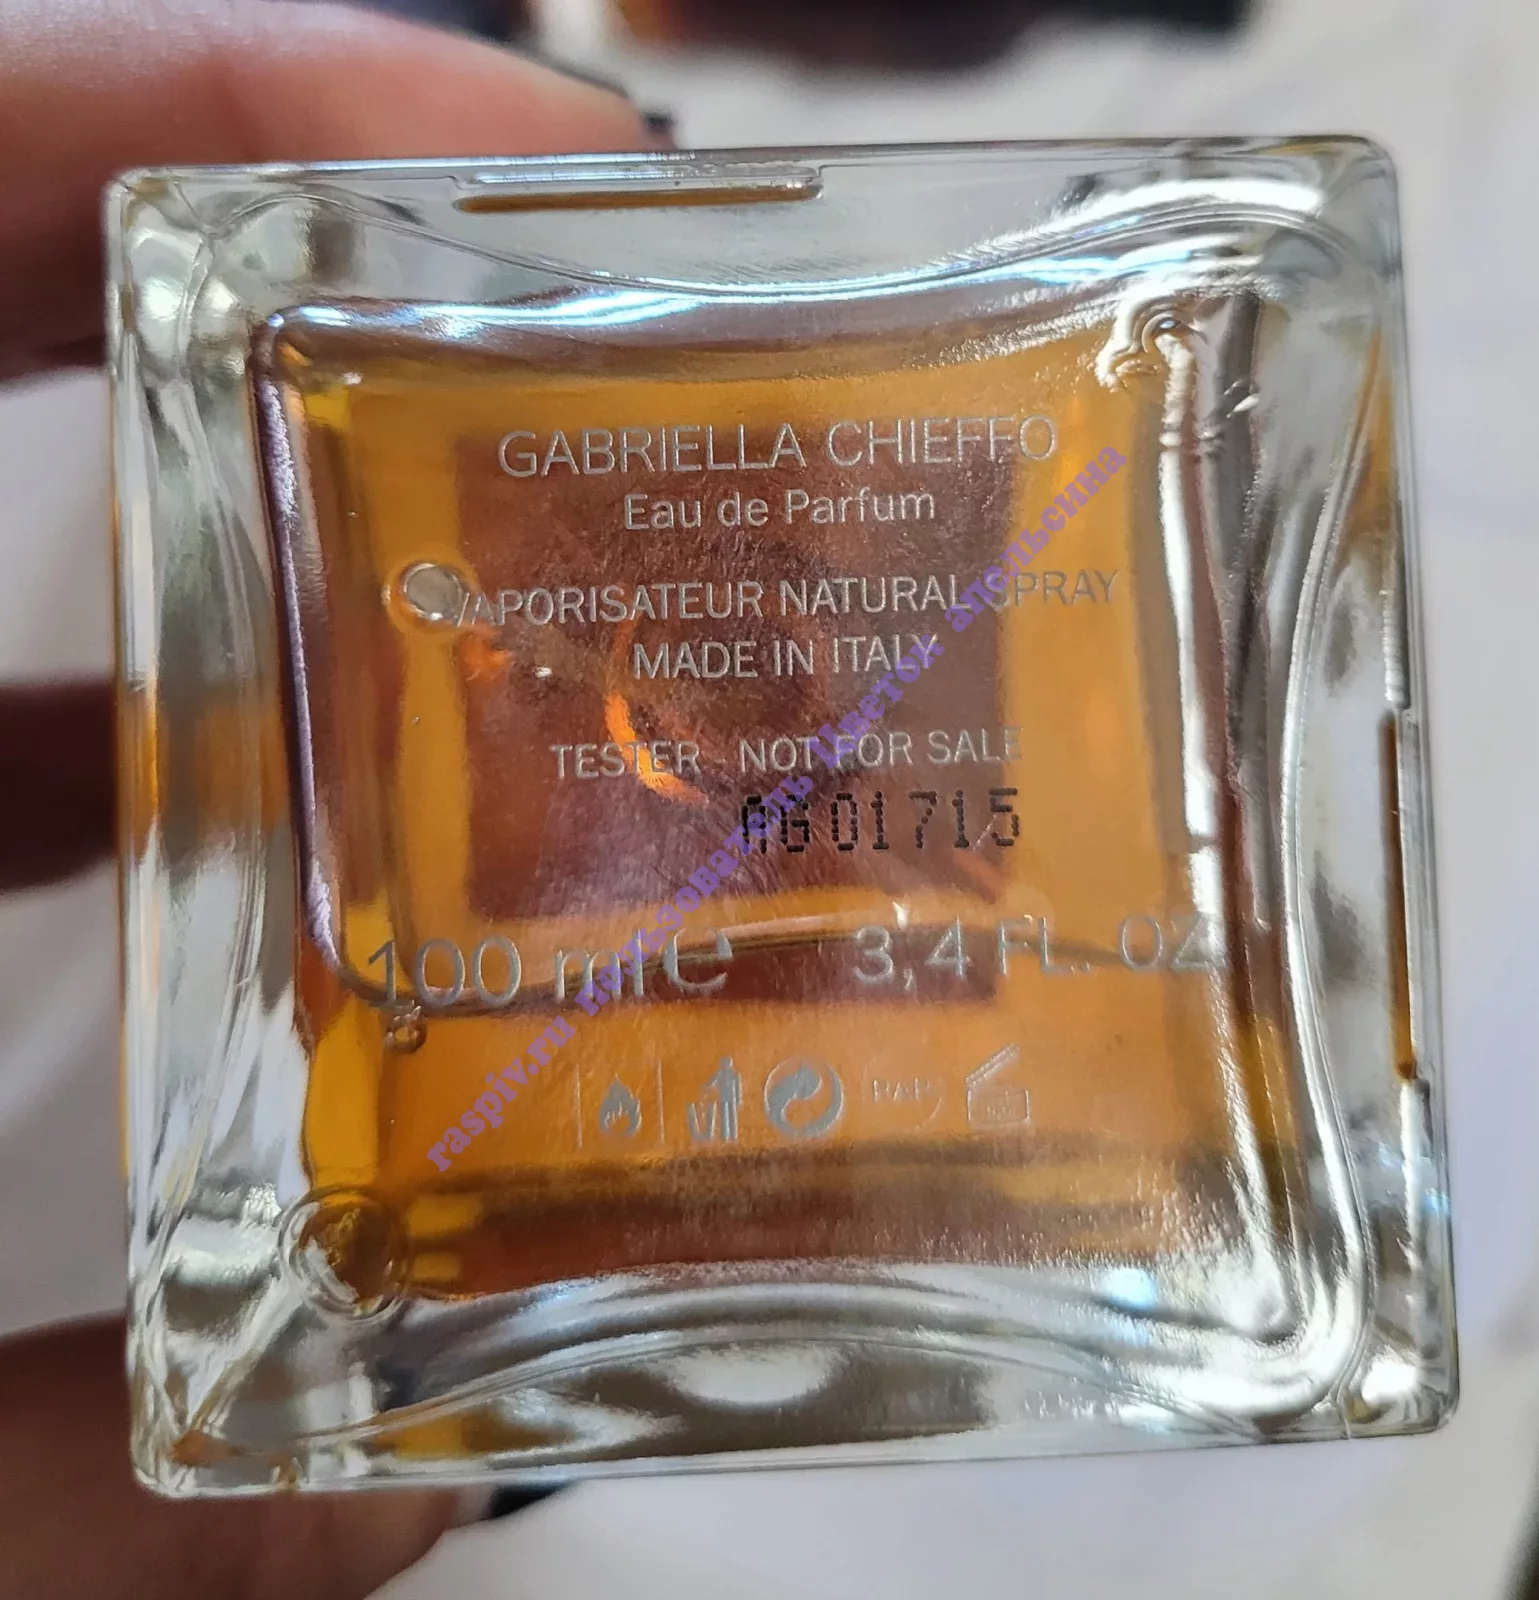 GABRIELLA CHIEFFO
Eau de Parfum
VAPORISATEUR NATURAL SPRAY
MADE IN ITALY
TESTER - NOT FOR SALE
AG01715
100 ml e 3,4 FL. OZ
raspiv.ru пользователь Цветок апельсина